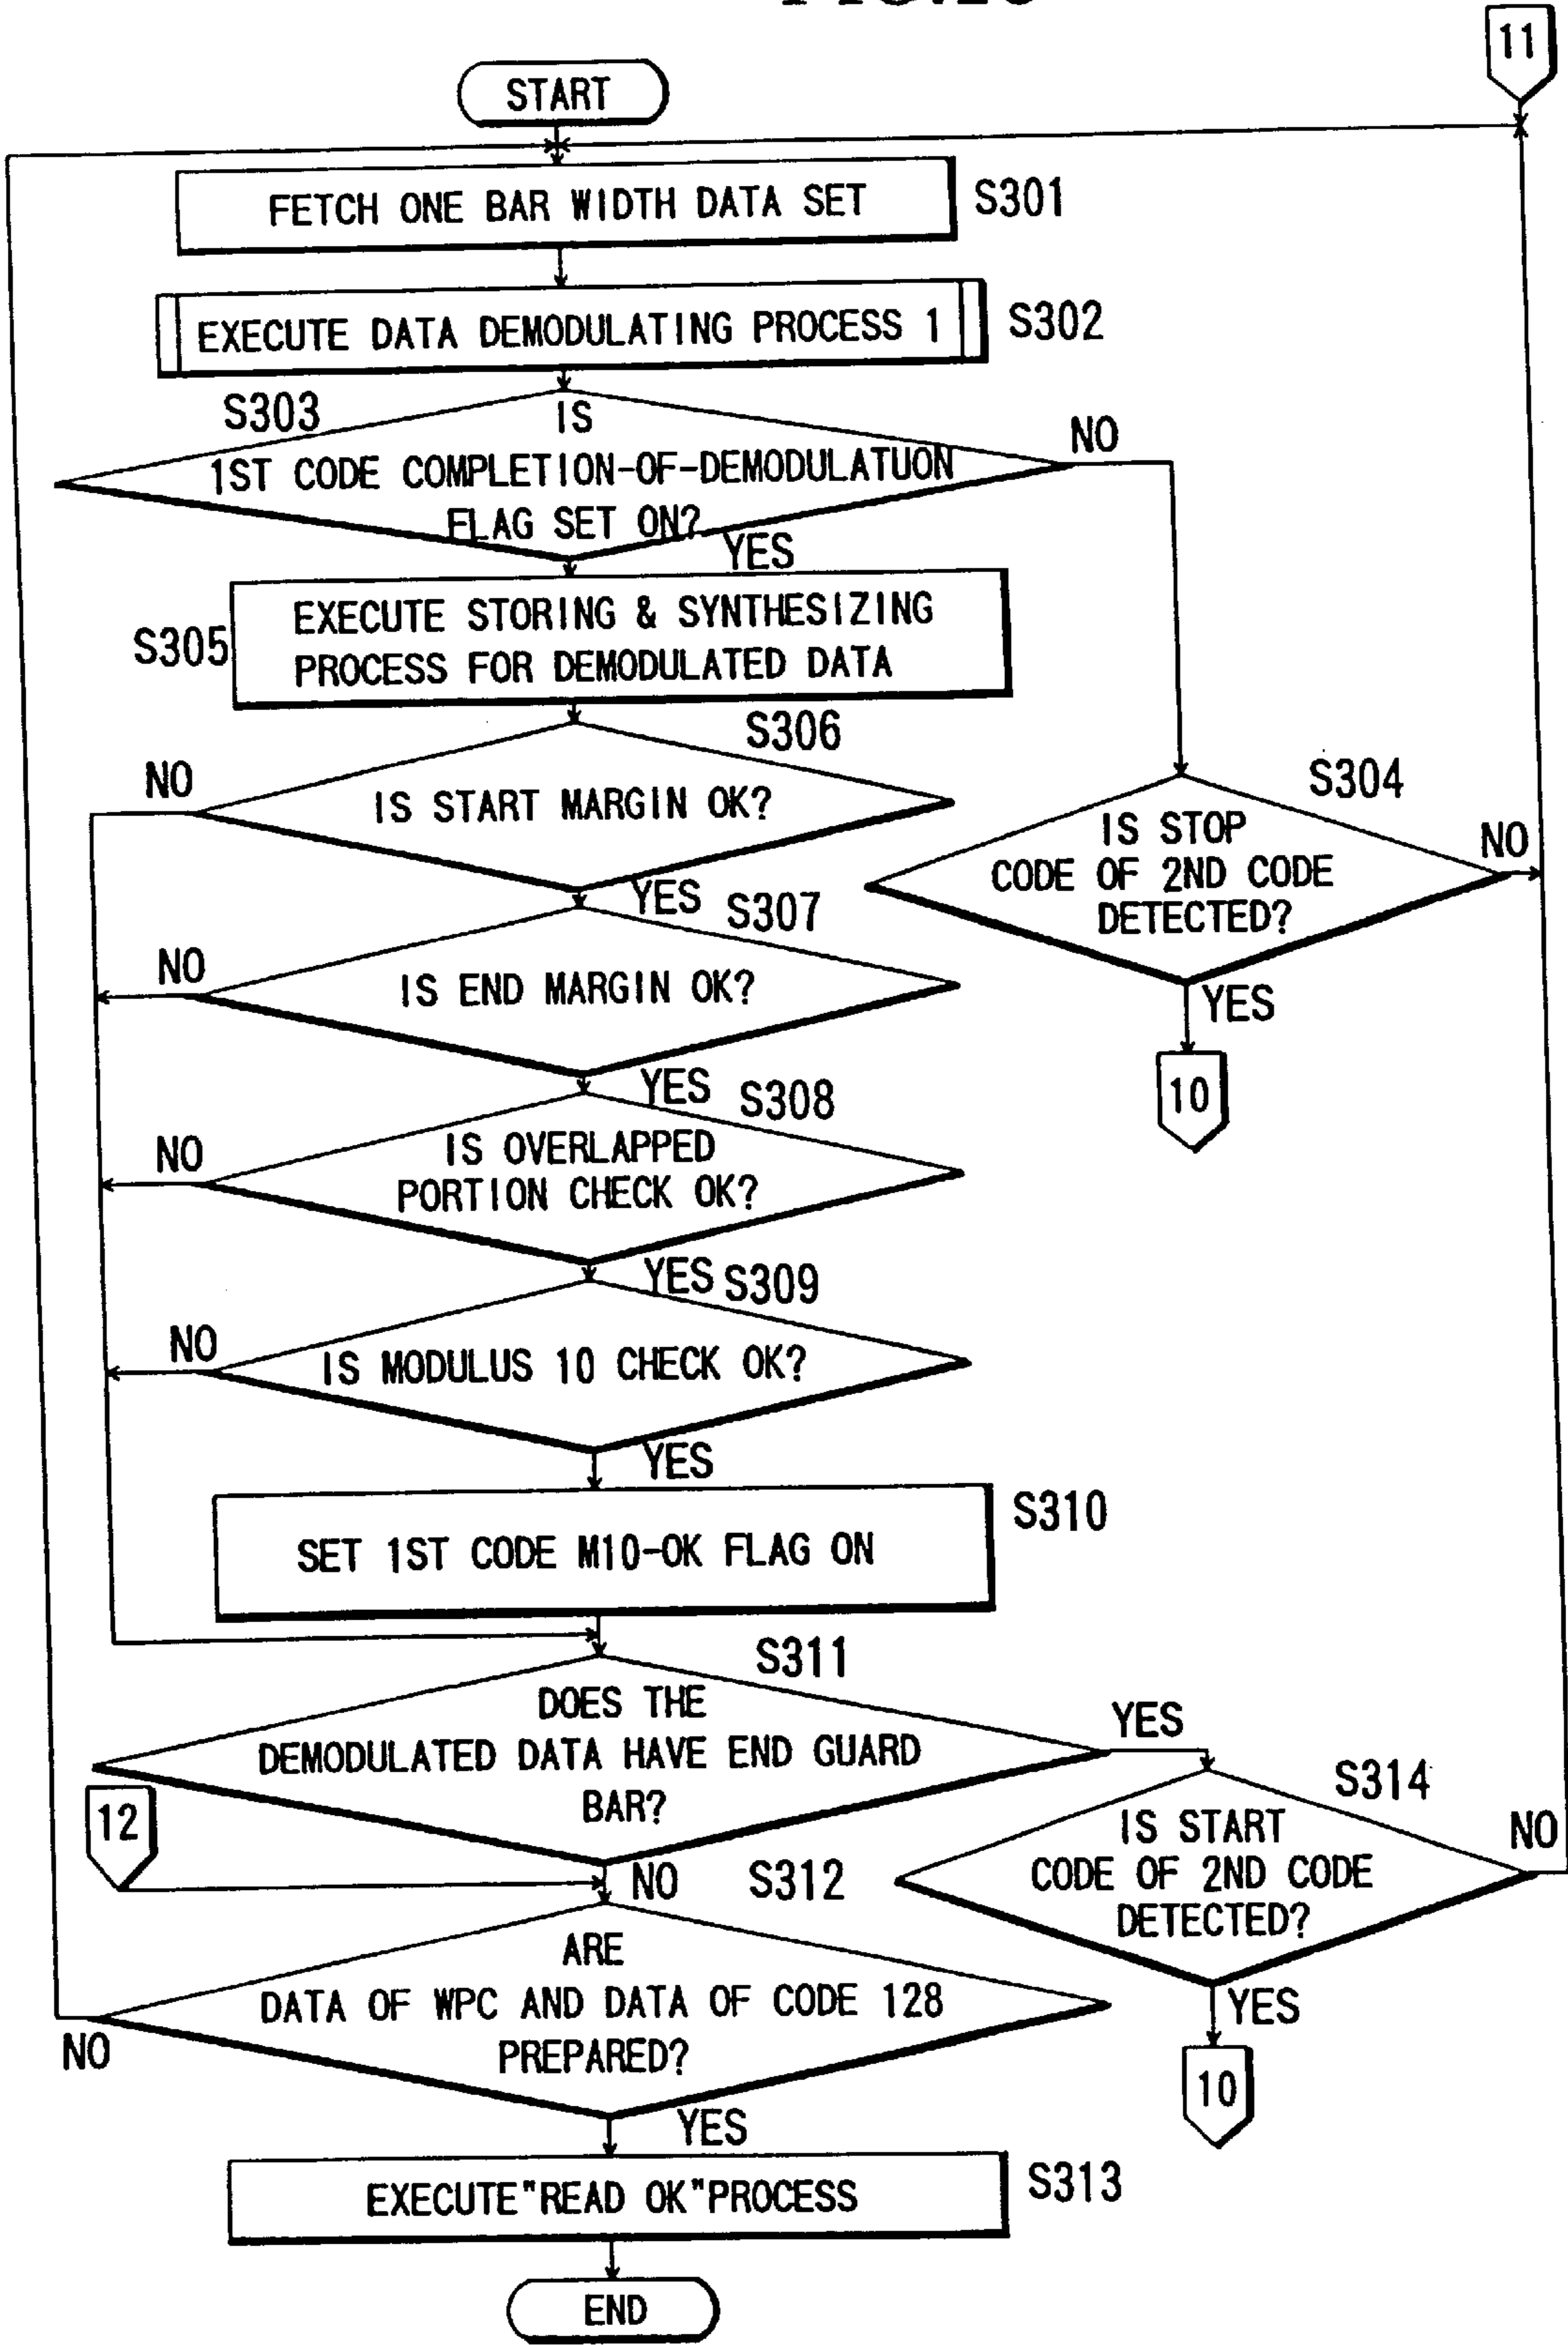 11
START
FETCH ONE BAR WIDTH DATA SET
S301
EXECUTE DATA DEMODULATING PROCESS 1
S302
S303
IS
1ST CODE COMPLETION-OF-DEMODULATUON
FLAG SET ON?
NO
YES
S305
EXECUTE STORING & SYNTHESIZING
PROCESS FOR DEMODULATED DATA
S306
NO
IS START MARGIN OK?
S304
IS STOP
CODE OF 2ND CODE
DETECTED?
NO
YES
10
YES
S307
NO
IS END MARGIN OK?
YES
S308
NO
IS OVERLAPPED
PORTION CHECK OK?
YES
S309
NO
IS MODULUS 10 CHECK OK?
YES
SET 1ST CODE M10-OK FLAG ON
S310
S311
DOES THE
DEMODULATED DATA HAVE END GUARD
BAR?
YES
S314
IS START
CODE OF 2ND CODE
DETECTED?
NO
YES
10
12
NO
S312
ARE
DATA OF WPC AND DATA OF CODE 128
PREPARED?
NO
YES
EXECUTE"READ OK"PROCESS
S313
END